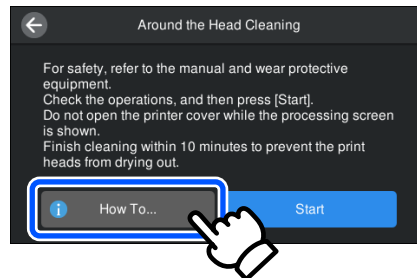 Around the Head Cleaning
For safety, refer to the manual and wear protective
equipment.
Check the operations, and then press [Start].
Do not open the printer cover while the processing screen
is shown.
Finish cleaning within 10 minutes to prevent the print
heads from drying out.
How To...
Start